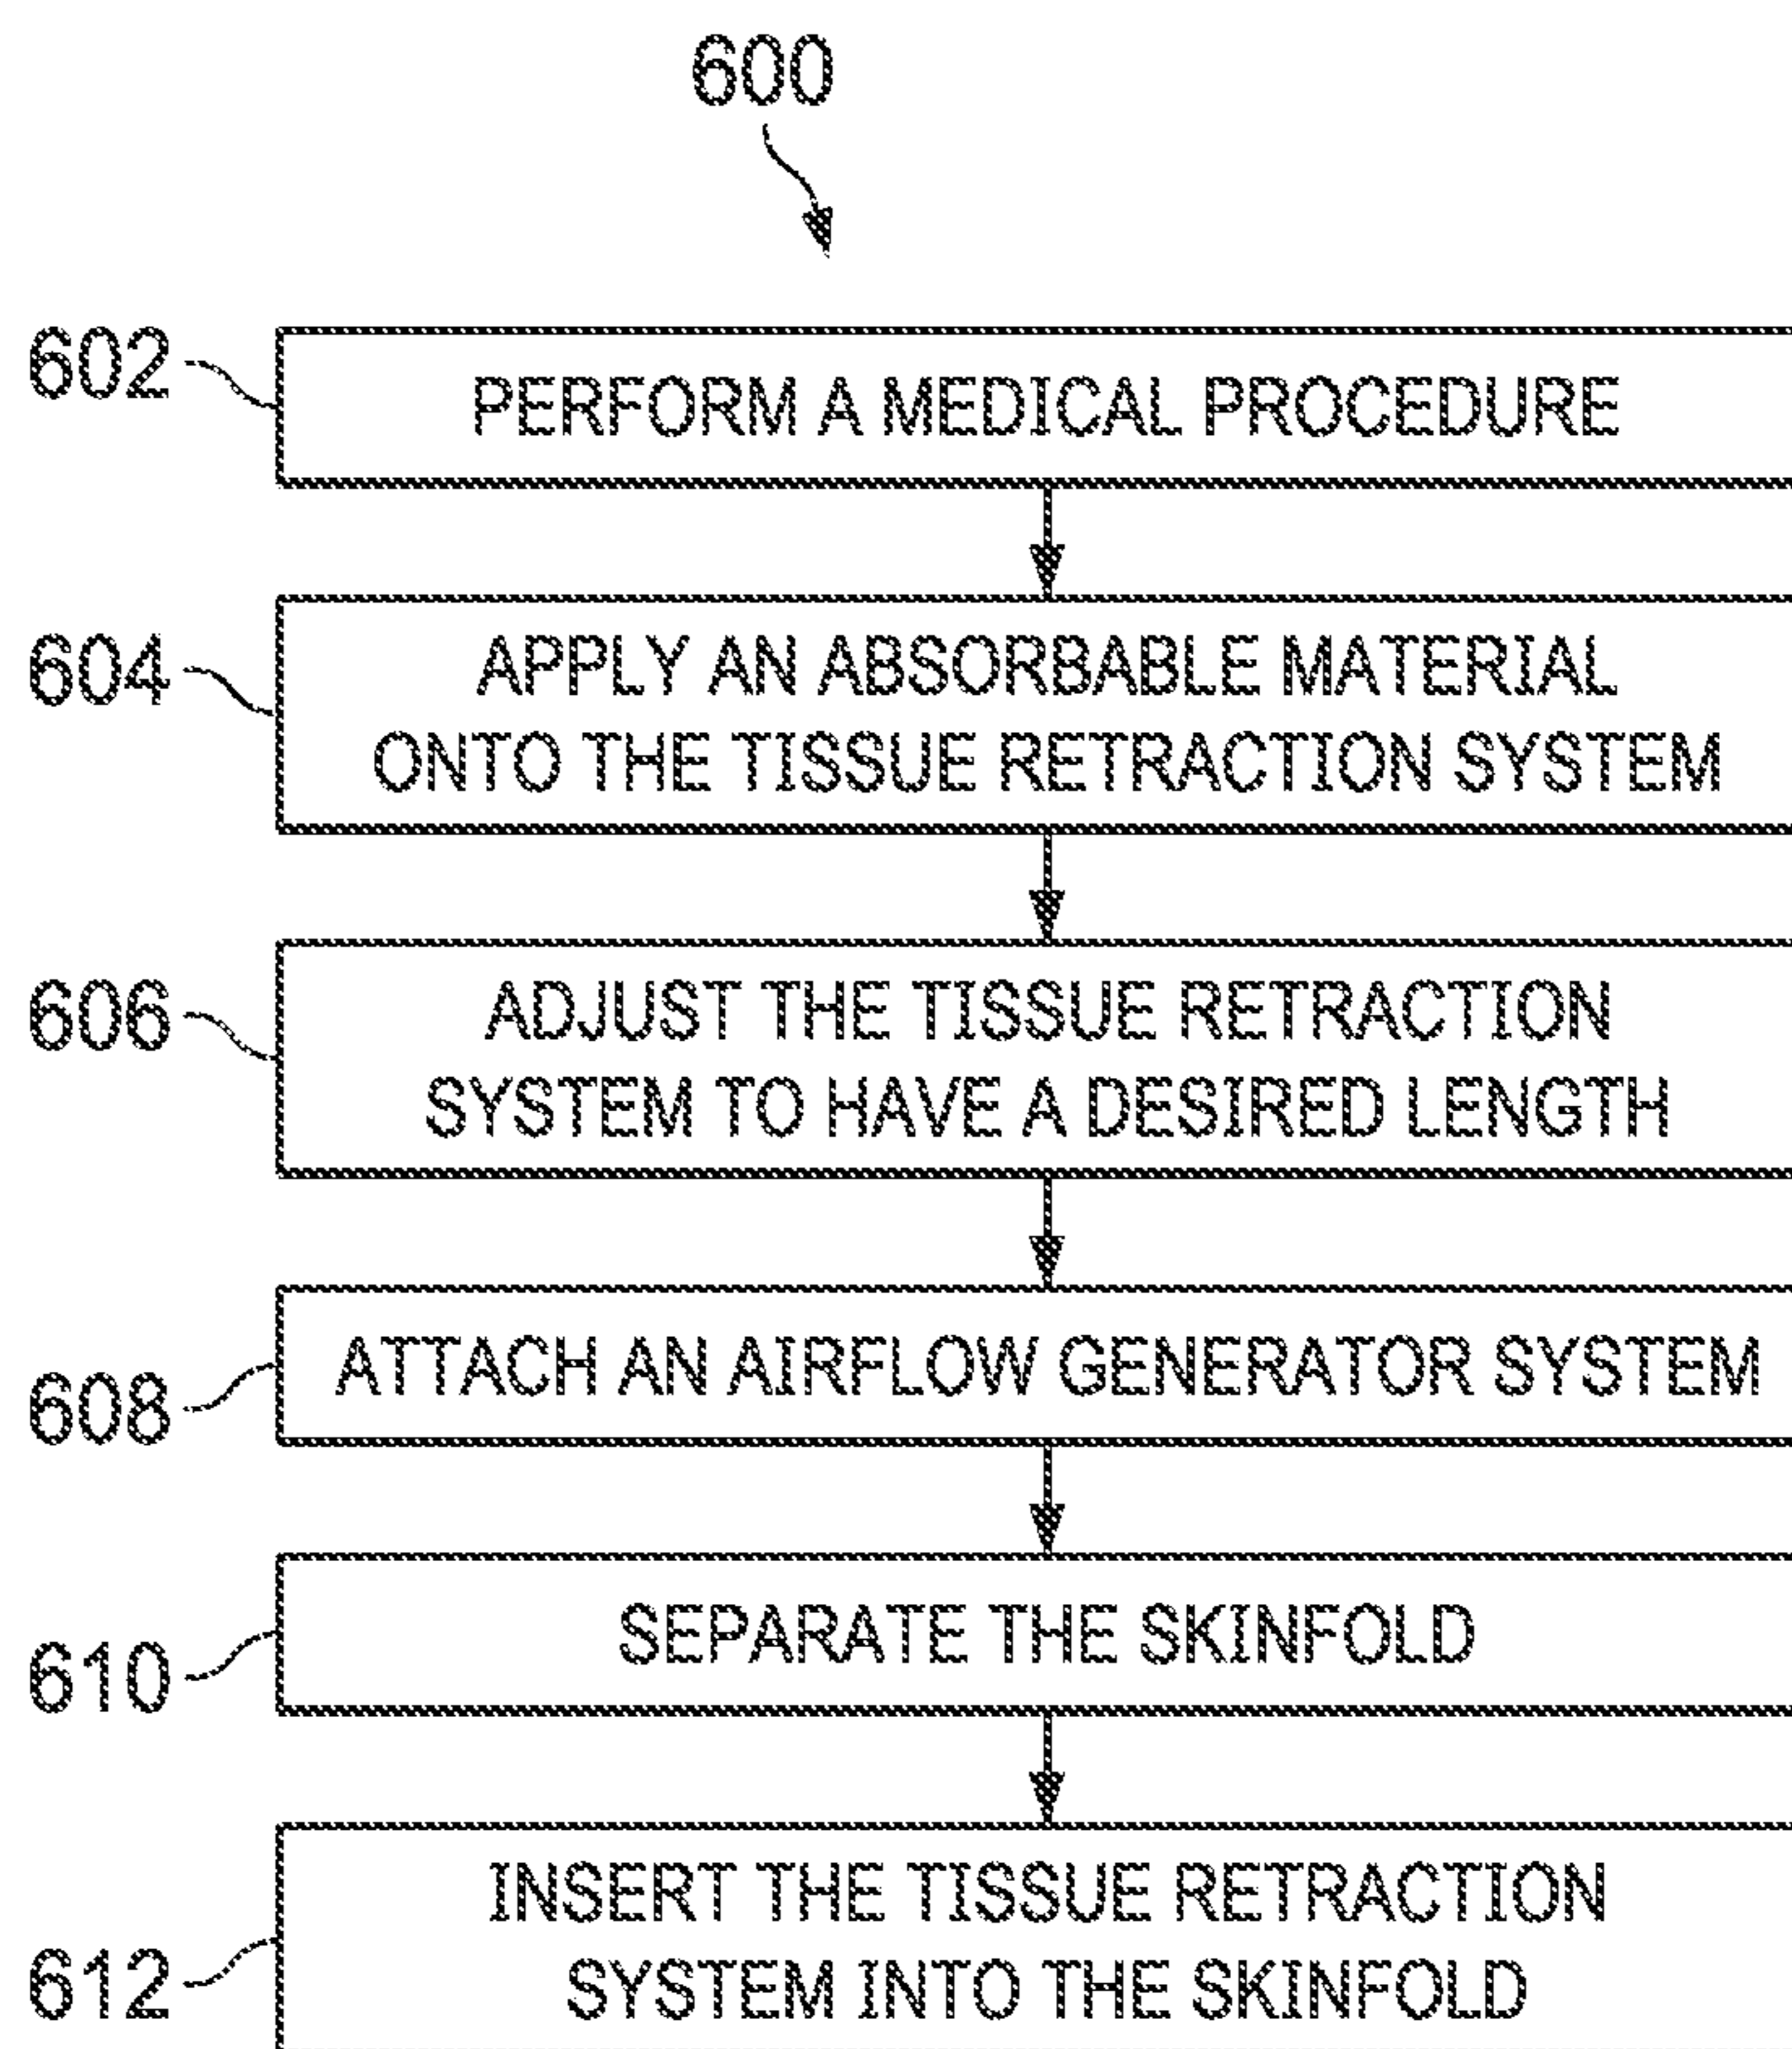 600
602
PERFORM A MEDICAL PROCEDURE
604
APPLY AN ABSORBABLE MATERIAL
ONTO THE TISSUE RETRACTION SYSTEM
606
ADJUST THE TISSUE RETRACTION
SYSTEM TO HAVE A DESIRED LENGTH
608
ATTACH AN AIRFLOW GENERATOR SYSTEM
610
SEPARATE THE SKINFOLD
612
INSERT THE TISSUE RETRACTION
SYSTEM INTO THE SKINFOLD